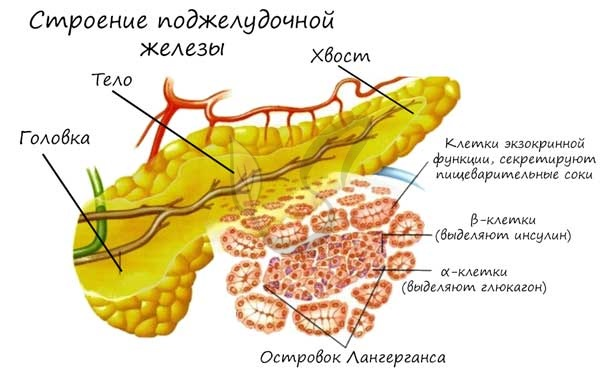 Строение поджелудочной
железы
Хвост
Тело
Головка
Клетки экзокринной
функции, секретируют
пищеварительные соки
β-клетки
(выделяют инсулин)
α-клетки
(выделяют глюкагон)
Островок Лангерганса